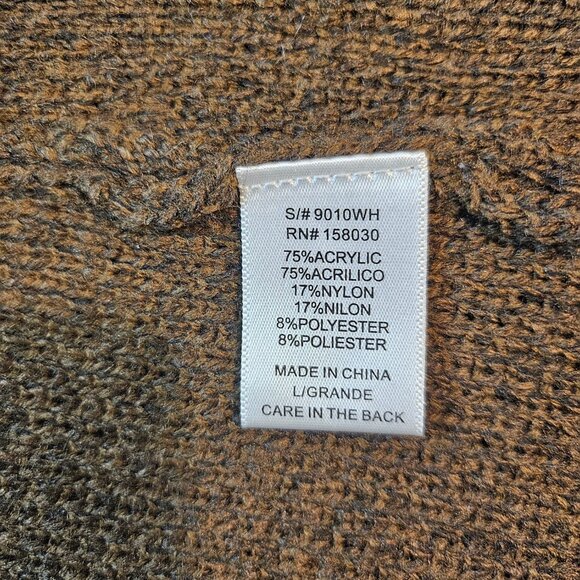 S/# 9010WH
RN# 158030
75%ACRYLIC
75%ACRILICO
17%NYLON
17%NILON
8%POLYESTER
8%POLIESTER
MADE IN CHINA
L/GRANDE
CARE IN THE BACK